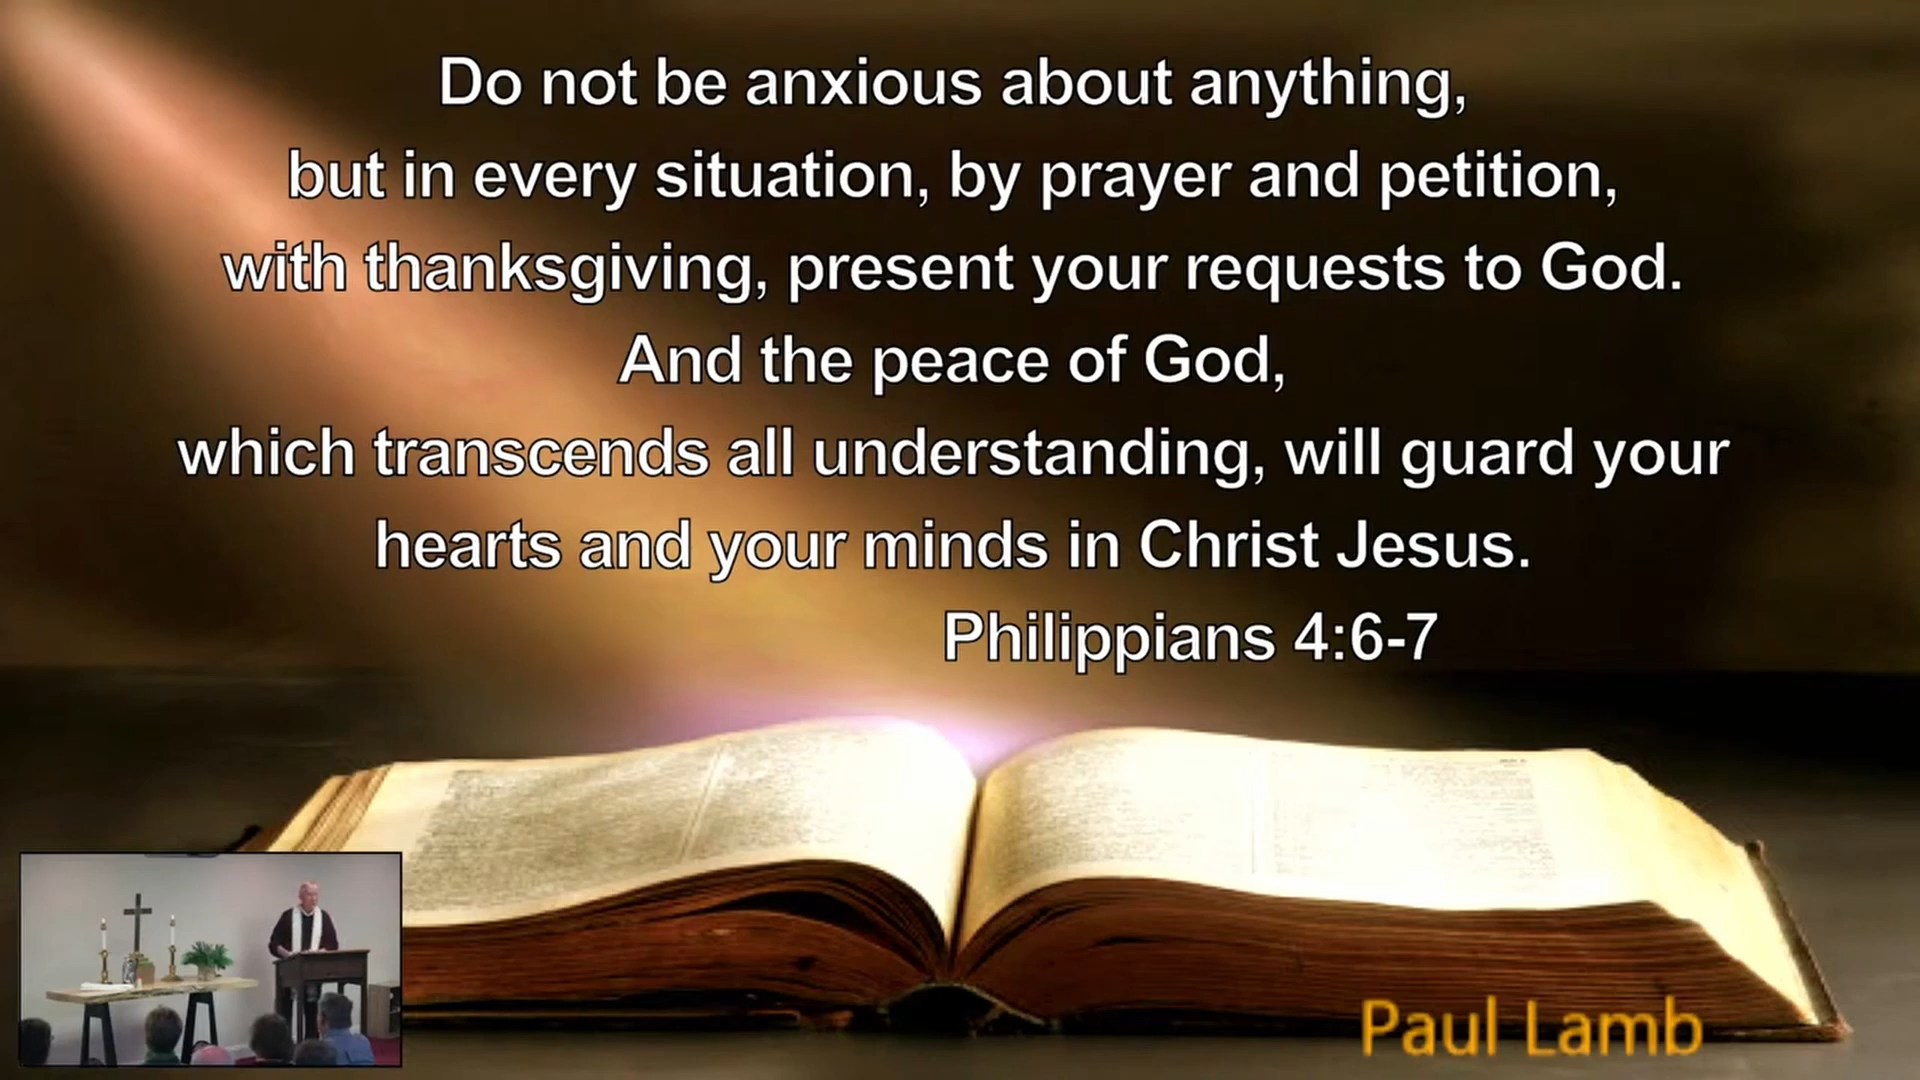 Do not be anxious about anything,
but in every situation, by prayer and petition,
with thanksgiving, present your requests to God.
And the peace of God,
which transcends all understanding, will guard your
hearts and your minds in Christ Jesus.
Philippians 4:6-7
Paul Lamb